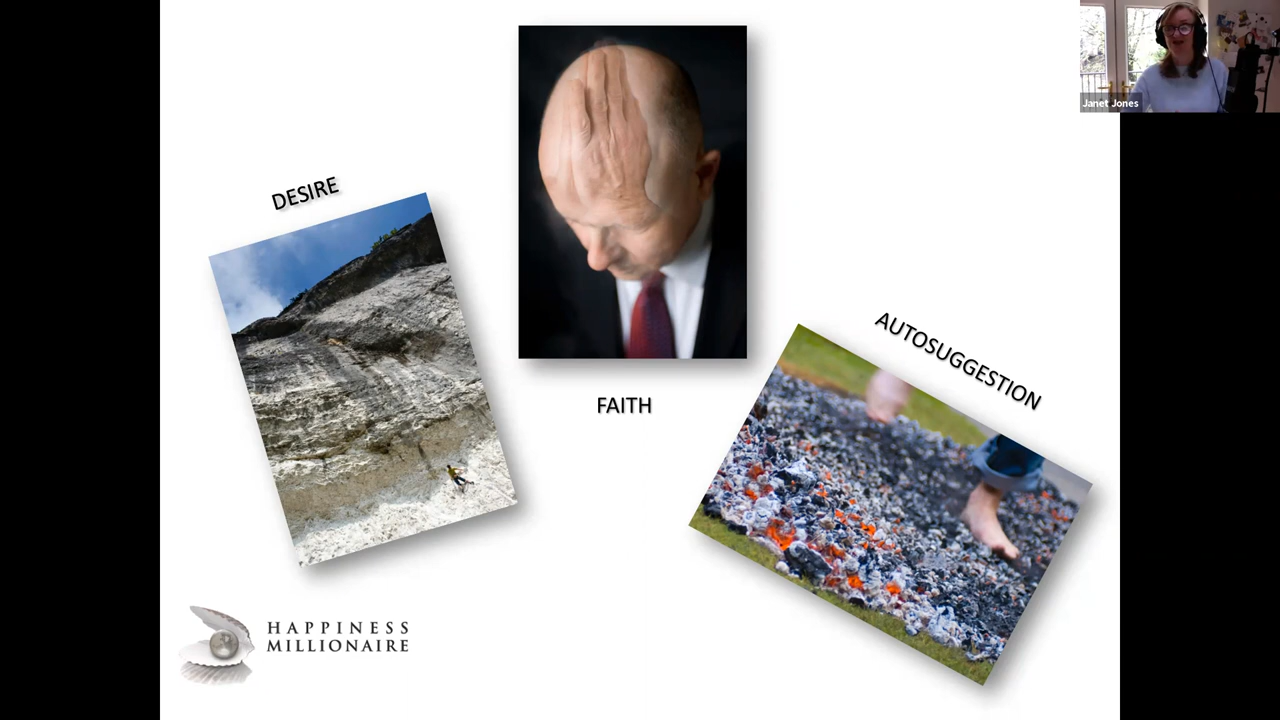 Janet Jones
DESIRE
FAITH
AUTOSUGGESTION
HAPPINESS
MILLIONAIRE